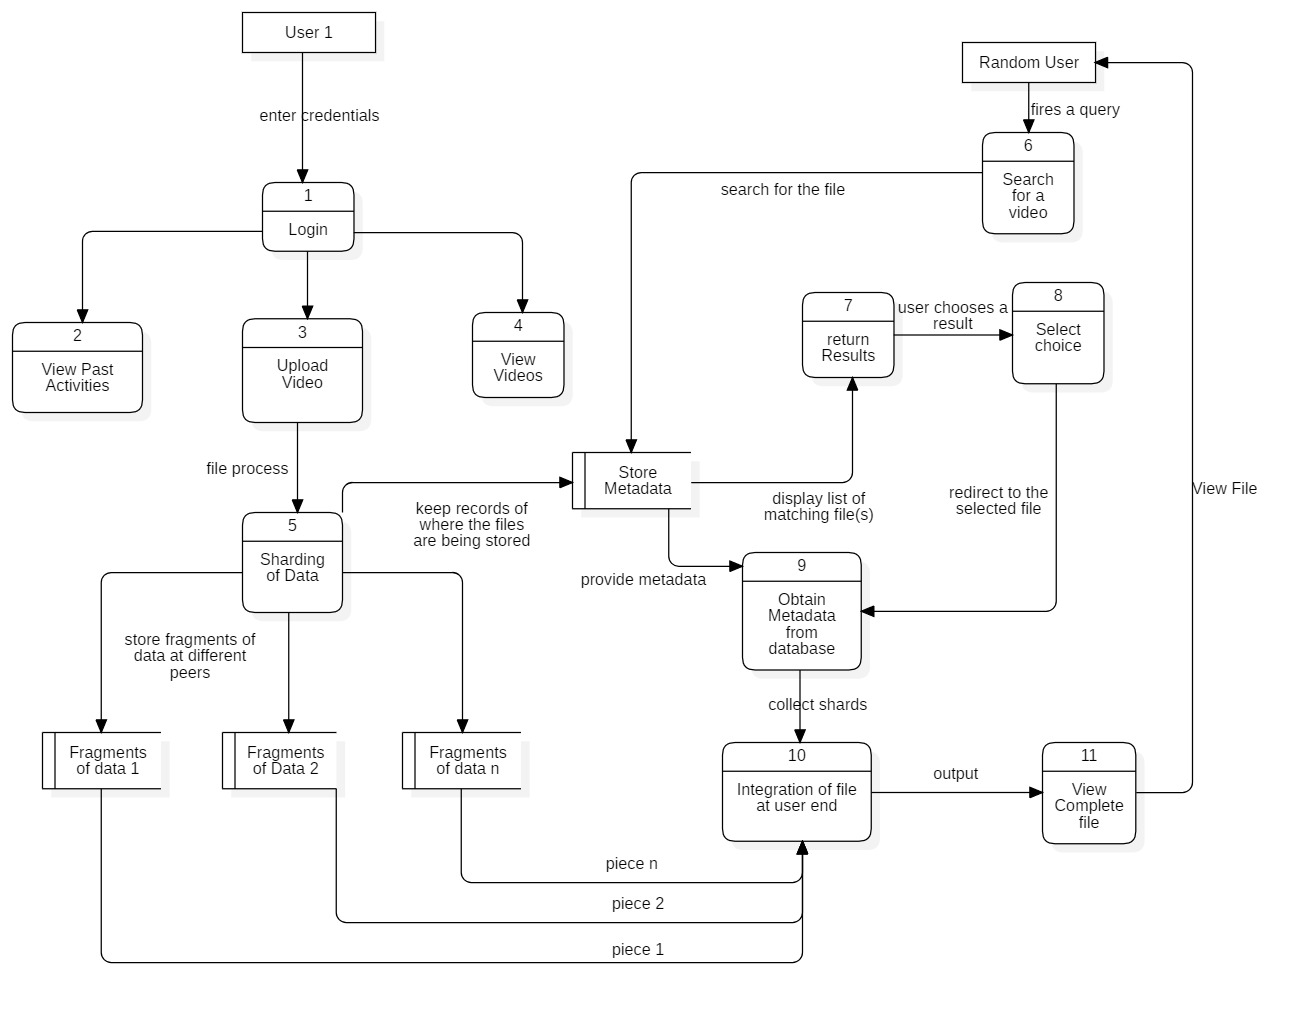 User 1
Random User
enter credentials
fires a query
6
Search
for a
video
search for the file
1
Login
2
View Past
Activities
3
Upload
Video
4
View
Videos
7
return
Results
user chooses a
result
8
Select
choice
file process
Store
Metadata
keep records of
where the files
are being stored
display list of
matching file(s)
redirect to the
selected file
View File
5
Sharding
of Data
provide metadata
9
Obtain
Metadata
from
database
store fragments of
data at different
peers
collect shards
Fragments
of data 1
Fragments
of Data 2
Fragments
of data n
10
Integration of file
at user end
output
11
View
Complete
file
piece n
piece 2
piece 1